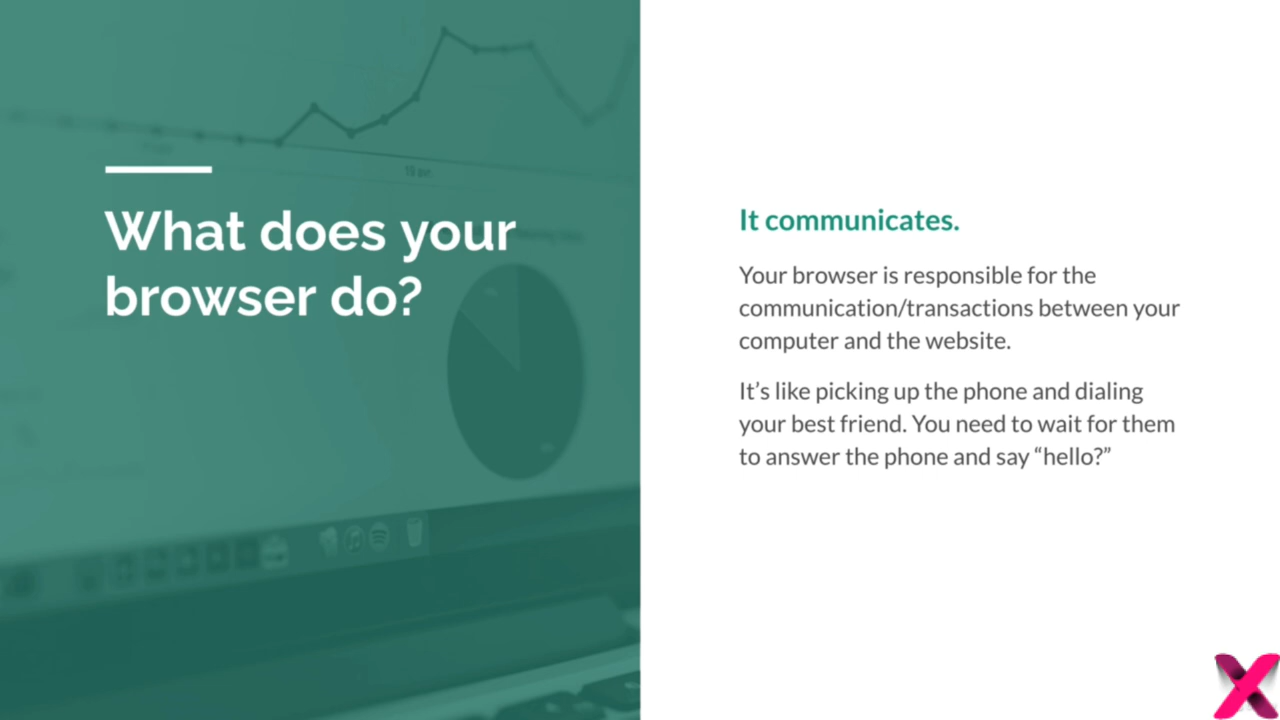 What does your
browser do?
It communicates.
Your browser is responsible for the
communication/transactions between your
computer and the website.
It’s like picking up the phone and dialing
your best friend. You need to wait for them
to answer the phone and say “hello?”